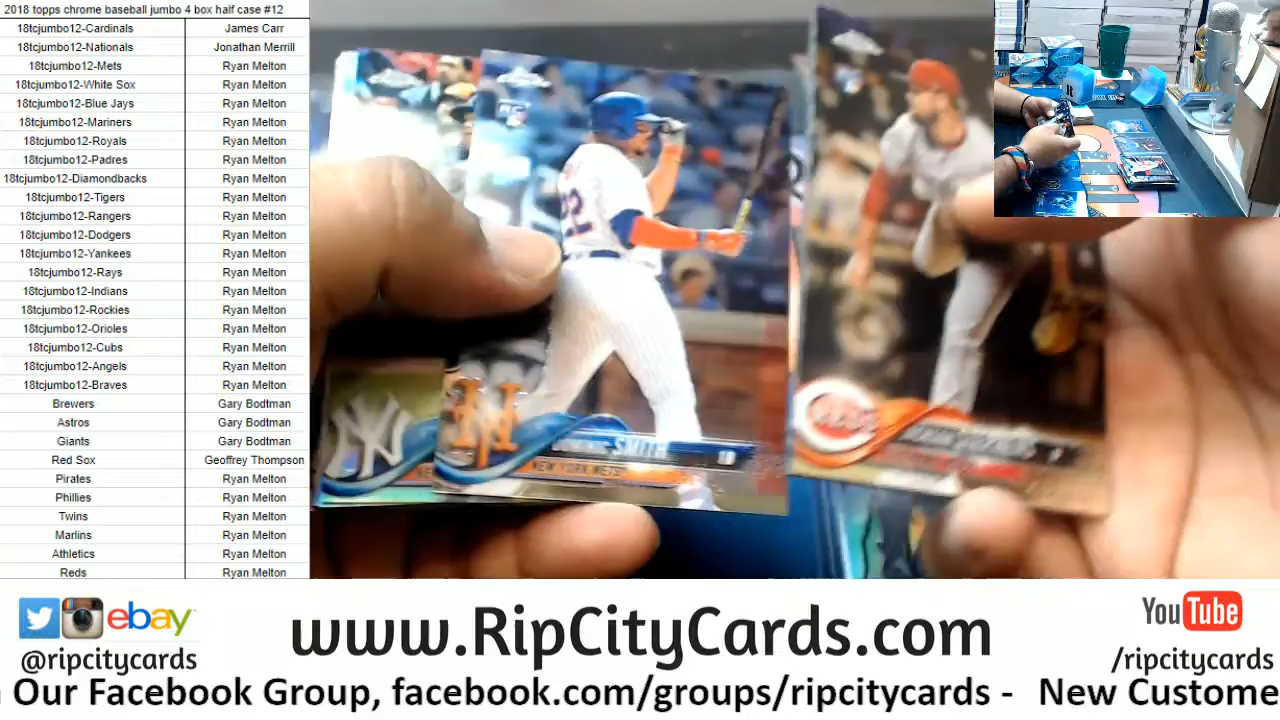 2018 topps chrome baseball jumbo 4 box half case #12
18tcjumbo12-Cardinals James Carr
18tcjumbo12-Nationals Jonathan Merrill
18tcjumbo12-Mets Ryan Melton
18tcjumbo12-White Sox Ryan Melton
18tcjumbo12-Blue Jays Ryan Melton
18tcjumbo12-Mariners Ryan Melton
18tcjumbo12-Royals Ryan Melton
18tcjumbo12-Padres Ryan Melton
18tcjumbo12-Diamondbacks Ryan Melton
18tcjumbo12-Tigers Ryan Melton
18tcjumbo12-Rangers Ryan Melton
18tcjumbo12-Dodgers Ryan Melton
18tcjumbo12-Yankees Ryan Melton
18tcjumbo12-Rays Ryan Melton
18tcjumbo12-Indians Ryan Melton
18tcjumbo12-Rockies Ryan Melton
18tcjumbo12-Orioles Ryan Melton
18tcjumbo12-Cubs Ryan Melton
18tcjumbo12-Angels Ryan Melton
18tcjumbo12-Braves Ryan Melton
Brewers Gary Bodtman
Astros Gary Bodtman
Giants Gary Bodtman
Red Sox Geoffrey Thompson
Pirates Ryan Melton
Phillies Ryan Melton
Twins Ryan Melton
Marlins Ryan Melton
Athletics Ryan Melton
Reds Ryan Melton
NY
NY
SMITH
NEW YORK METS
REDS
ebay
@ripcitycards
www.RipCityCards.com
YouTube
/ripcitycards
Our Facebook Group, facebook.com/groups/ripcitycards - New Custome